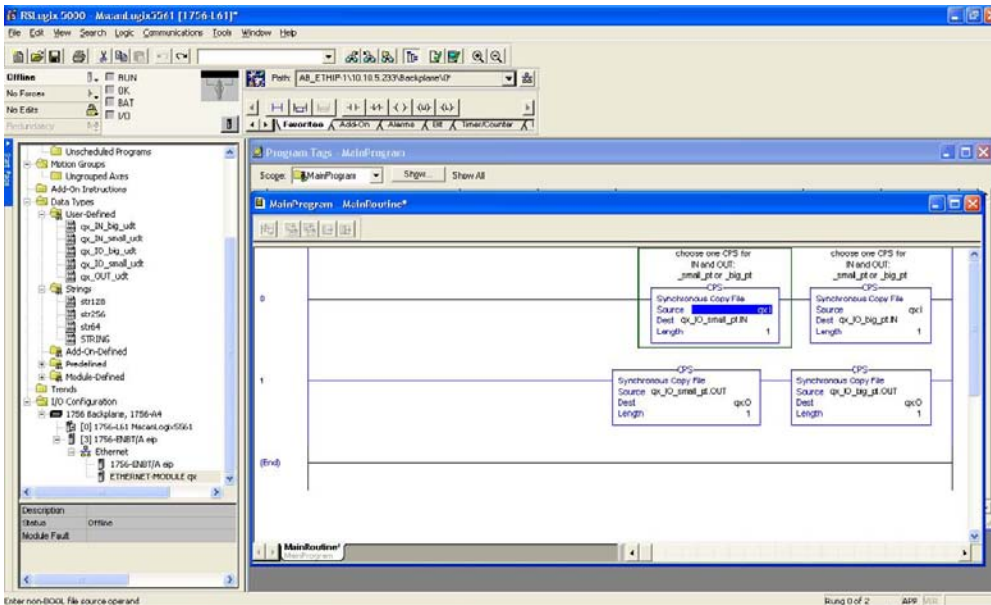 RSLogix 5000 - MacanLogix5561 [1756-L61]*
File Edit View Search Logic Communications Tools Window Help
Offline
RUN
No Forces
OK
No Edits
BAT
Redundancy
I/O
Path: AB_ETHIP-1\10.10.5.233\Backplane\0*
Favorites Add-On Alarms Bit Timer/Counter
Start Page
Unscheduled Programs
Motion Groups
Ungrouped Axes
Add-On Instructions
Data Types
User-Defined
qx_IN_big_udt
qx_IN_small_udt
qx_IO_big_udt
qx_IO_small_udt
qx_OUT_udt
Strings
str128
str256
str64
STRING
Add-On-Defined
Predefined
Module-Defined
Trends
I/O Configuration
1756 Backplane, 1756-A4
[0] 1756-L61 MacanLogix5561
[3] 1756-ENBT/A eip
Ethernet
1756-ENBT/A eip
ETHERNET-MODULE qx
Description
Status Offline
Module Fault
Program Tags - MainProgram
Scope: MainProgram Show... Show All
MainProgram - MainRoutine*
choose one CPS for
IN and OUT:
_small_pt or _big_pt
CPS
Synchronous Copy File
Source qx:I
Dest qx_IO_small_pt.IN
Length 1
choose one CPS for
IN and OUT:
_small_pt or _big_pt
CPS
Synchronous Copy File
Source qx:I
Dest qx_IO_big_pt.IN
Length 1
0
1
CPS
Synchronous Copy File
Source qx_IO_small_pt.OUT
Dest qx:O
Length 1
CPS
Synchronous Copy File
Source qx_IO_big_pt.OUT
Dest qx:O
Length 1
(End)
MainRoutine*
MainProgram
Enter non-BOOL file source operand
Rung 0 of 2 APP VER